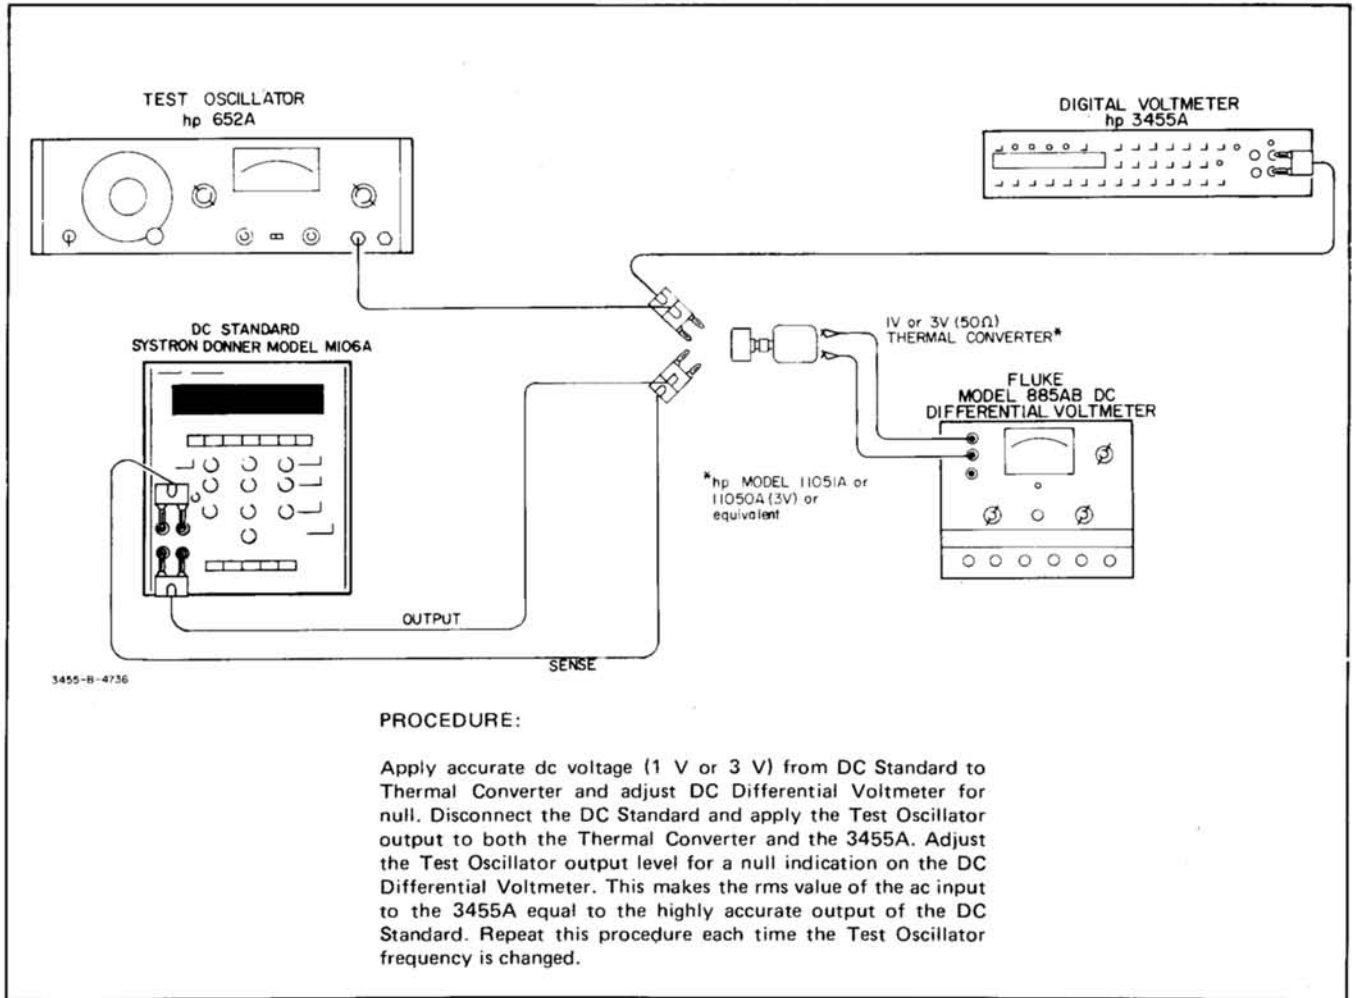 TEST OSCILLATOR
hp 652A
DIGITAL VOLTMETER
hp 3455A
DC STANDARD
SYSTRON DONNER MODEL M106A
1V or 3V (50Ω)
THERMAL CONVERTER*
FLUKE
MODEL 885AB DC
DIFFERENTIAL VOLTMETER
*hp MODEL 11051A or
11050A (3V) or
equivalent
OUTPUT
SENSE
3455-B-4736
PROCEDURE:
Apply accurate dc voltage (1 V or 3 V) from DC Standard to
Thermal Converter and adjust DC Differential Voltmeter for
null. Disconnect the DC Standard and apply the Test Oscillator
output to both the Thermal Converter and the 3455A. Adjust
the Test Oscillator output level for a null indication on the DC
Differential Voltmeter. This makes the rms value of the ac input
to the 3455A equal to the highly accurate output of the DC
Standard. Repeat this procedure each time the Test Oscillator
frequency is changed.